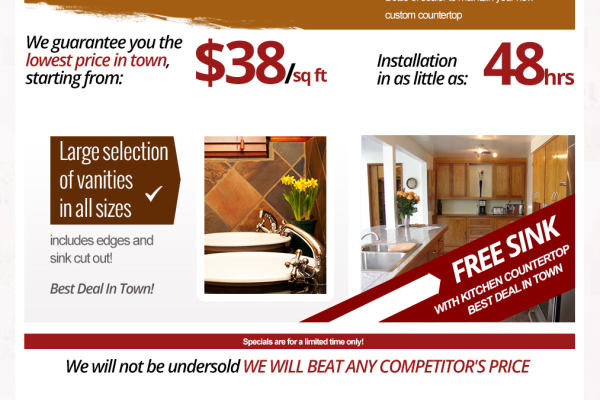 custom countertop
We guarantee you the
lowest price in town,
starting from:
$38/sq ft
Installation
in as little as:
48hrs
Large selection
of vanities
in all sizes
includes edges and
sink cut out!
Best Deal In Town!
FREE SINK
WITH KITCHEN COUNTERTOP
BEST DEAL IN TOWN
Specials are for a limited time only!
We will not be undersold WE WILL BEAT ANY COMPETITOR'S PRICE